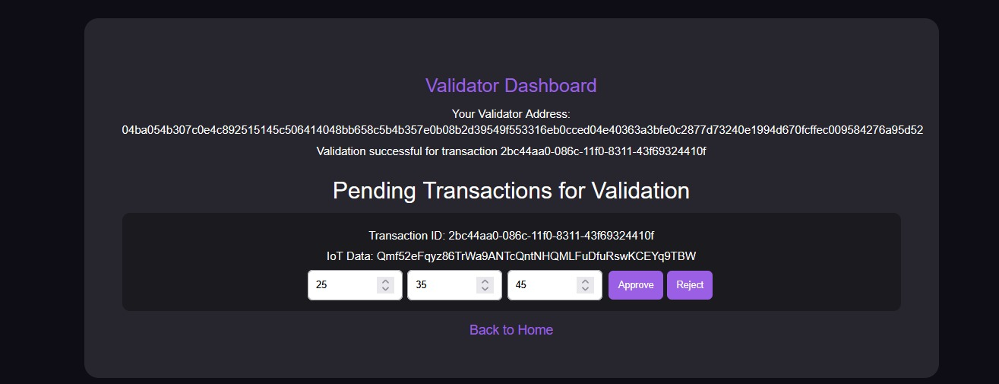 Validator Dashboard
Your Validator Address:
04ba054b307c0e4c892515145c506414048bb658c5b4b357e0b08b2d39549f553316eb0cced04e40363a3bfe0c2877d73240e1994d670fcffec009584276a95d52
Validation successful for transaction 2bc44aa0-086c-11f0-8311-43f69324410f
Pending Transactions for Validation
Transaction ID: 2bc44aa0-086c-11f0-8311-43f69324410f
IoT Data: Qmf52eFqyz86TrWa9ANTcQntNHQMLFuDfuRswKCEYq9TBW
25 35 45 Approve Reject
Back to Home